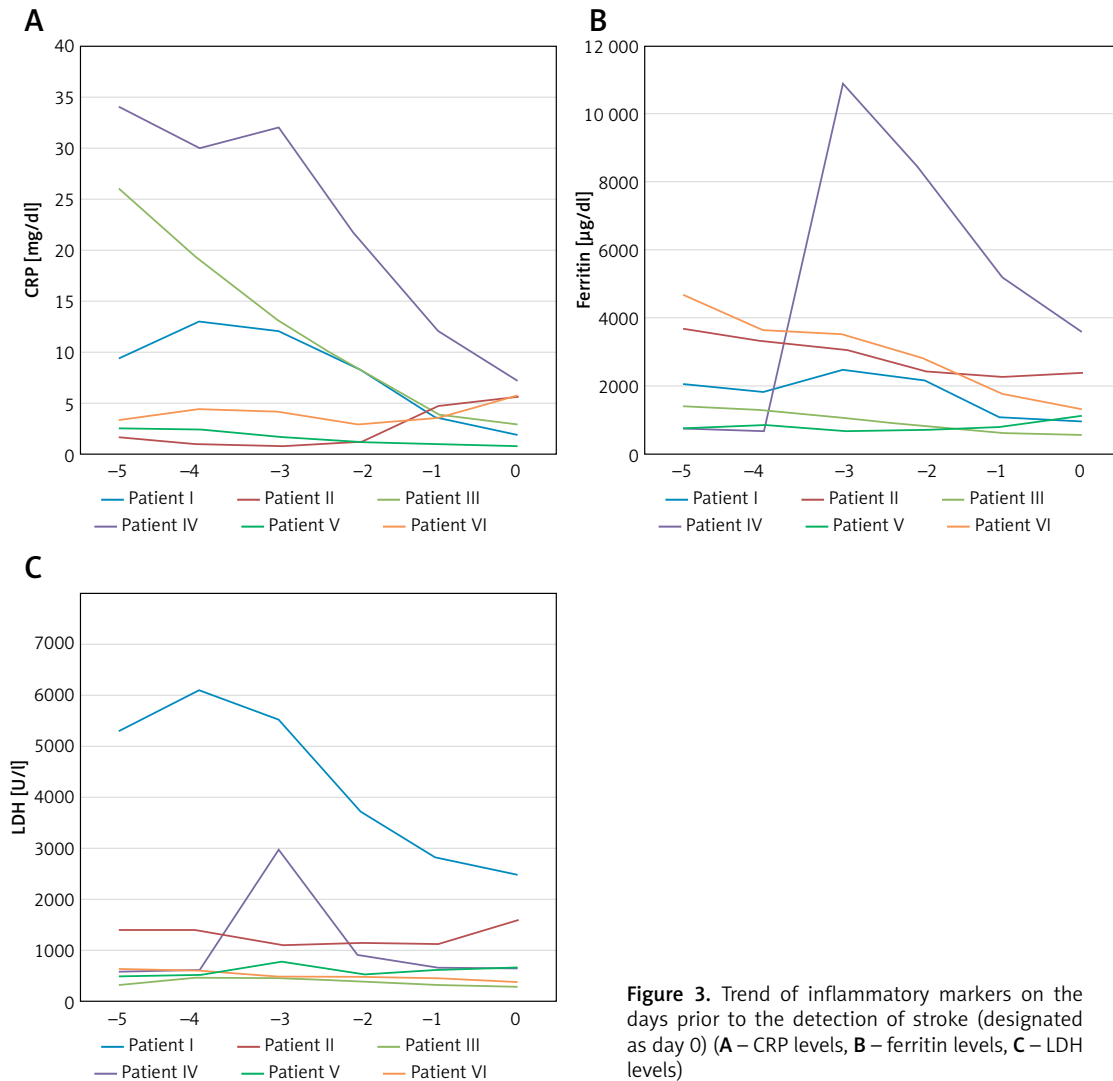 A
CRP [mg/dl]
40
35
30
25
20
15
10
5
0
–5 –4 –3 –2 –1 0
Patient I Patient II Patient III
Patient IV Patient V Patient VI
B
Ferritin [µg/dl]
12 000
10 000
8000
6000
4000
2000
0
–5 –4 –3 –2 –1 0
Patient I Patient II Patient III
Patient IV Patient V Patient VI
C
LDH [U/l]
7000
6000
5000
4000
3000
2000
1000
0
–5 –4 –3 –2 –1 0
Patient I Patient II Patient III
Patient IV Patient V Patient VI
Figure 3. Trend of inflammatory markers on the
days prior to the detection of stroke (designated
as day 0) (A – CRP levels, B – ferritin levels, C – LDH
levels)